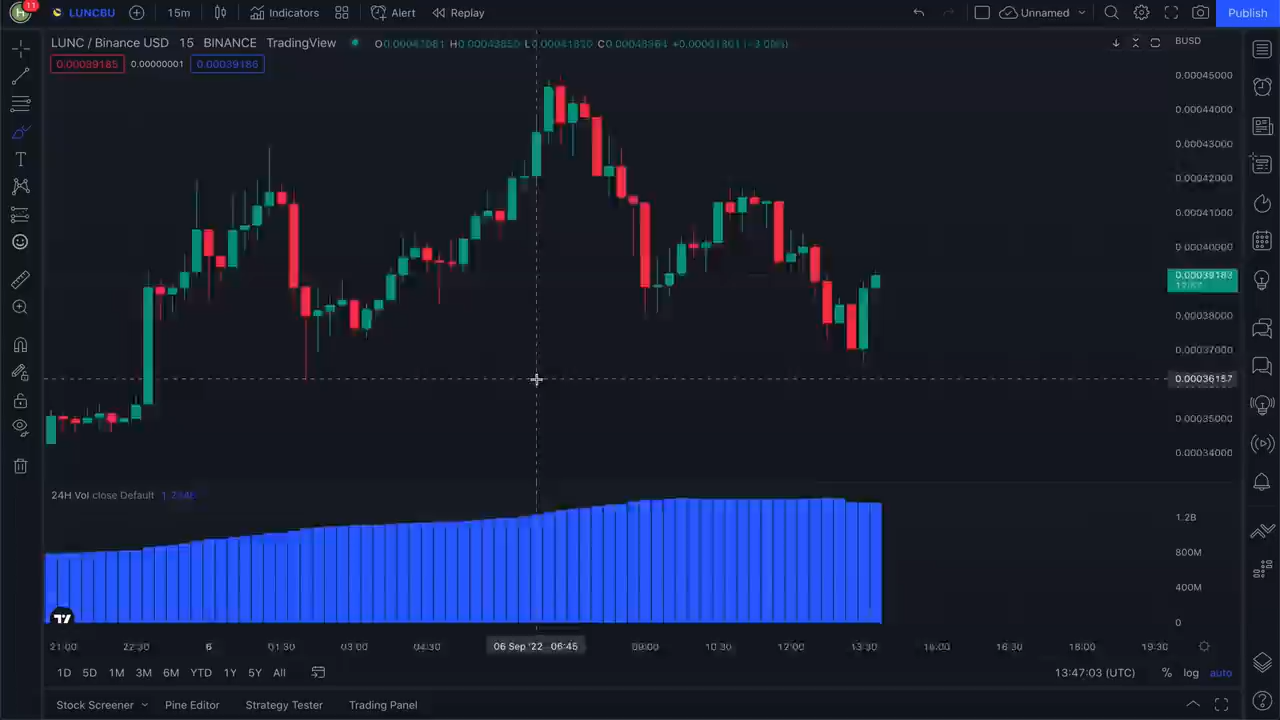 H 11 LUNCBU 15m Indicators Alert Replay Unnamed Publish
LUNC / Binance USD 15 BINANCE TradingView
BUSD
0.00039185 0.00000001 0.00039186
0.00045000
0.00044000
0.00043000
0.00042000
0.00041000
0.00040000
0.00039183
0.00038000
0.00037000
0.00036157
0.00035000
0.00034000
24H Vol close Default
1.2B
800M
400M
0
21:00 22:30 6 01:30 03:00 04:30 06 Sep '22 06:45 09:00 10:30 12:00 13:30 15:00 16:30 18:00 19:30
1D 5D 1M 3M 6M YTD 1Y 5Y All 13:47:03 (UTC) % log auto
Stock Screener Pine Editor Strategy Tester Trading Panel